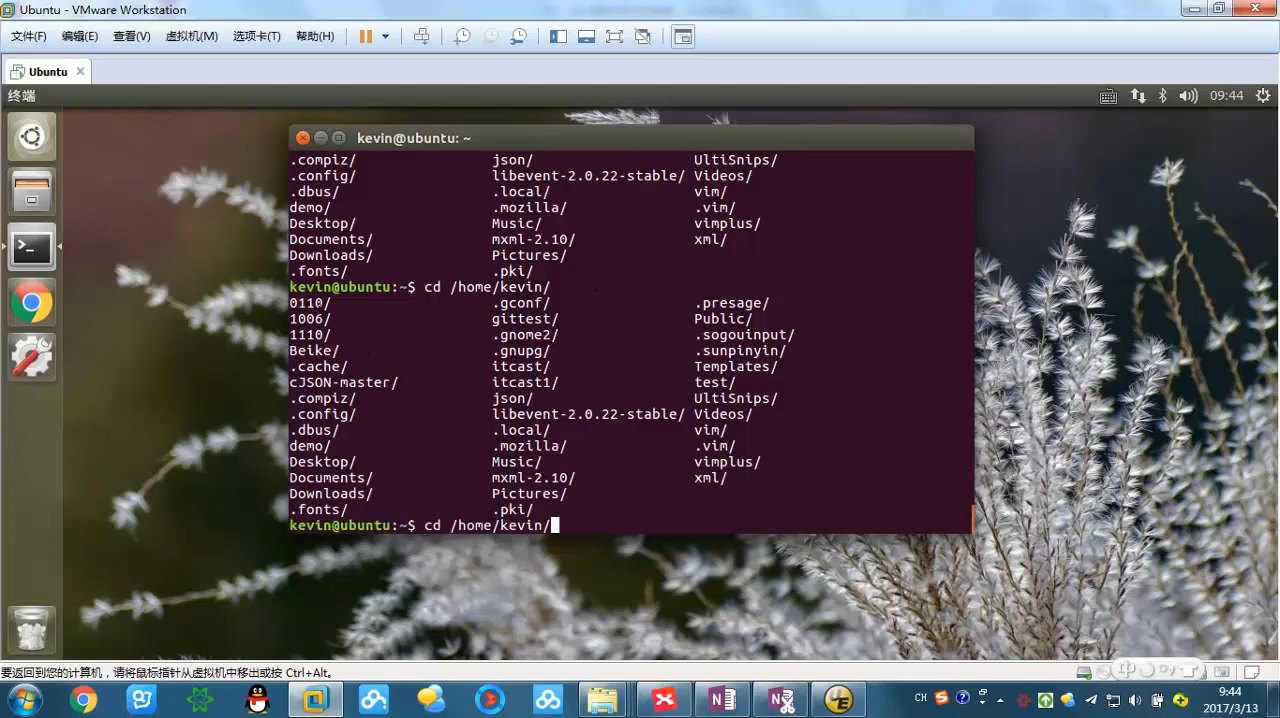 Ubuntu - VMware Workstation
文件(F) 编辑(E) 查看(V) 虚拟机(M) 选项卡(T) 帮助(H)
Ubuntu
终端 09:44
kevin@ubuntu: ~
.compiz/ json/ UltiSnips/
.config/ libevent-2.0.22-stable/ Videos/
.dbus/ .local/ vim/
demo/ .mozilla/ .vim/
Desktop/ Music/ vimplus/
Documents/ mxml-2.10/ xml/
Downloads/ Pictures/
.fonts/ .pki/
kevin@ubuntu:~$ cd /home/kevin/
0110/ .gconf/ .presage/
1006/ gittest/ Public/
1110/ .gnome2/ .sogouinput/
Beike/ .gnupg/ .sunpinyin/
.cache/ itcast/ Templates/
cJSON-master/ itcast1/ test/
.compiz/ json/ UltiSnips/
.config/ libevent-2.0.22-stable/ Videos/
.dbus/ .local/ vim/
demo/ .mozilla/ .vim/
Desktop/ Music/ vimplus/
Documents/ mxml-2.10/ xml/
Downloads/ Pictures/
.fonts/ .pki/
kevin@ubuntu:~$ cd /home/kevin/
要返回到您的计算机，请将鼠标指针从虚拟机中移出或按 Ctrl+Alt。
中
CH 9:44
2017/3/13